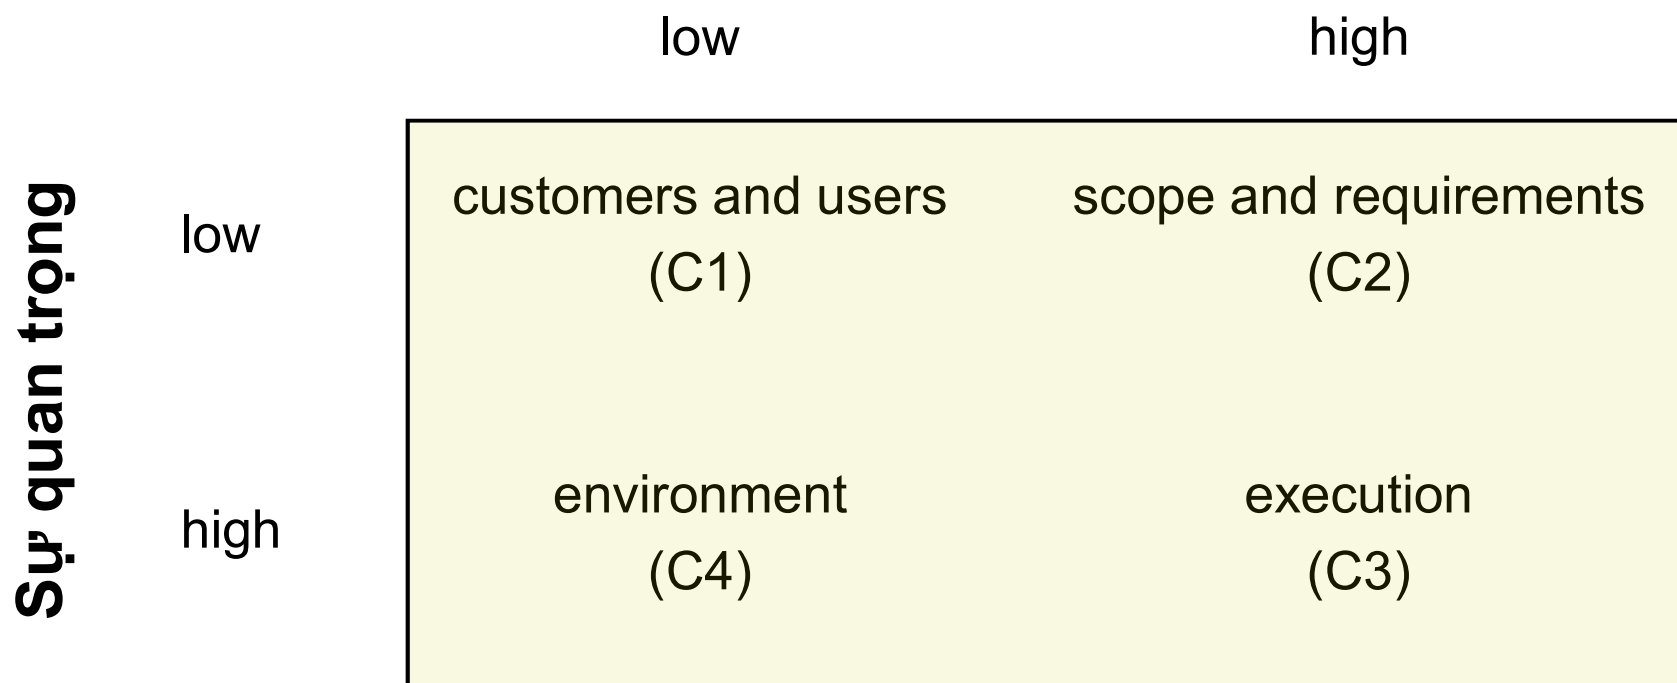 low high
Sự quan trọng
low
customers and users scope and requirements
(C1) (C2)
high
environment execution
(C4) (C3)